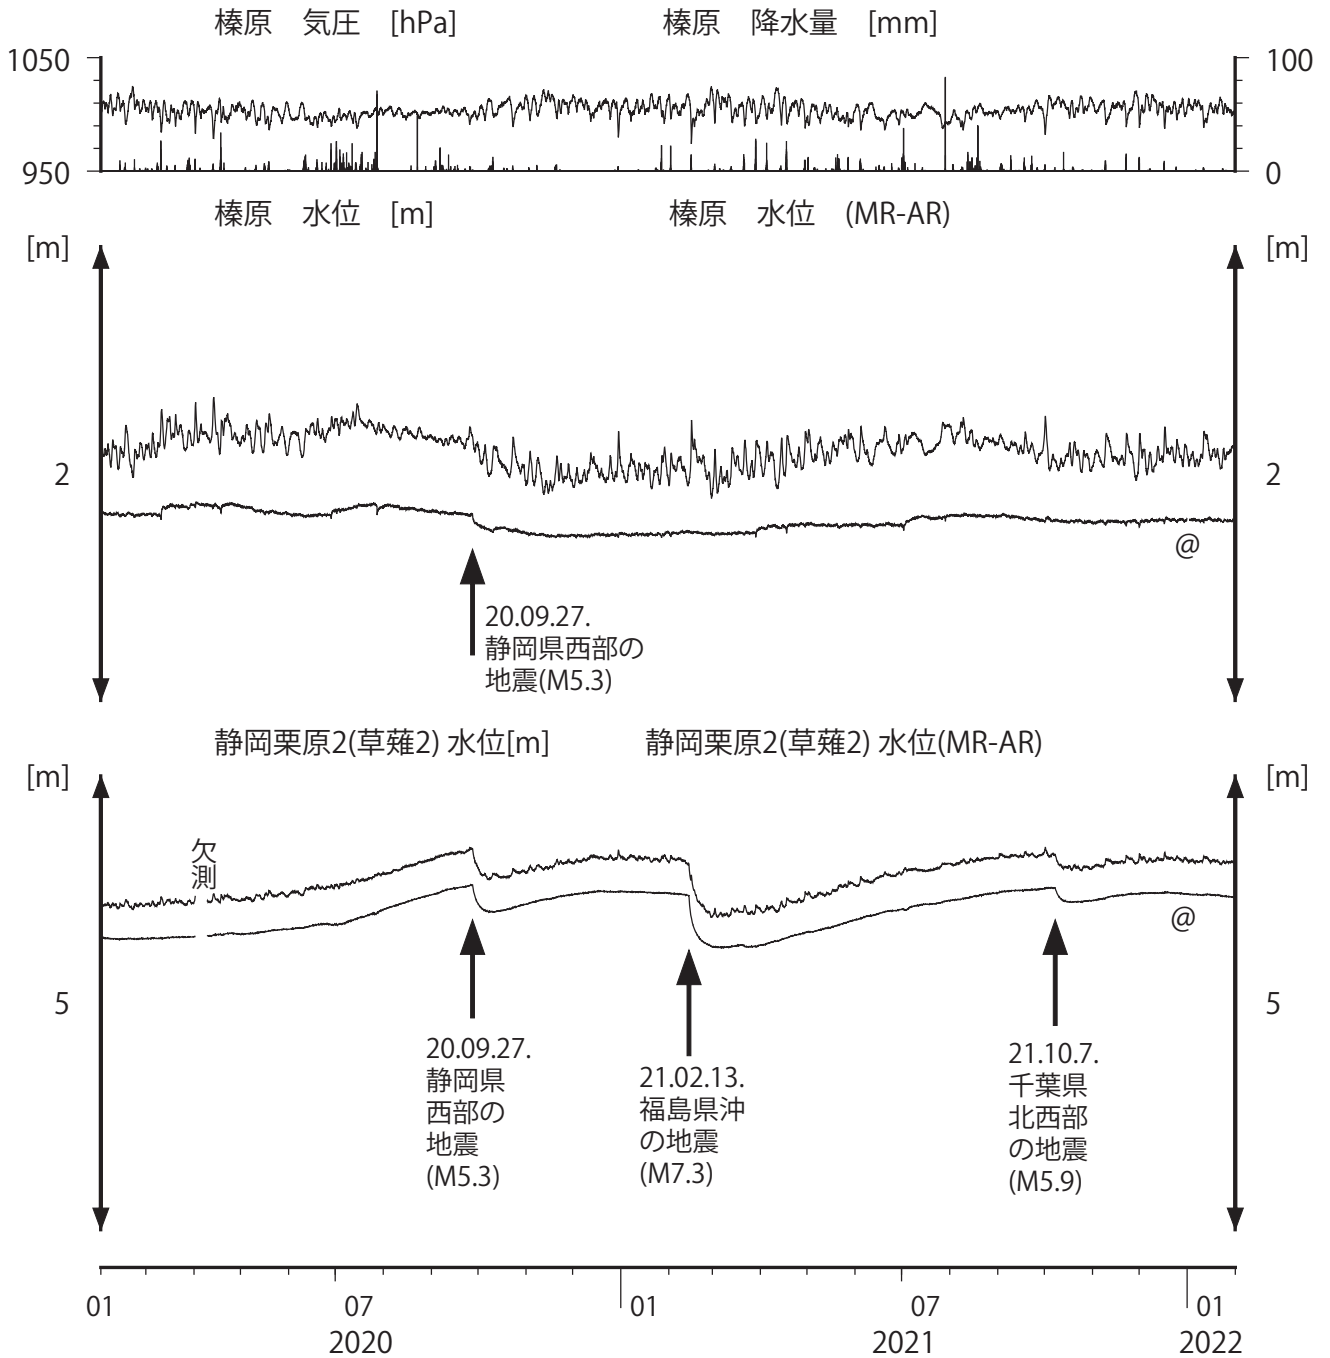 榛原　気圧　[hPa]　榛原　降水量　[mm]
1050　100
950　0
榛原　水位　[m]　榛原　水位　(MR-AR)
[m]　[m]
2　2
@
20.09.27.
静岡県西部の
地震(M5.3)
静岡栗原2(草薙2) 水位[m]　静岡栗原2(草薙2) 水位(MR-AR)
[m]　[m]
欠測
@
5　5
20.09.27.
静岡県
西部の
地震
(M5.3)
21.02.13.
福島県沖
の地震
(M7.3)
21.10.7.
千葉県
北西部
の地震
(M5.9)
01　07　01　07　01
2020　2021　2022